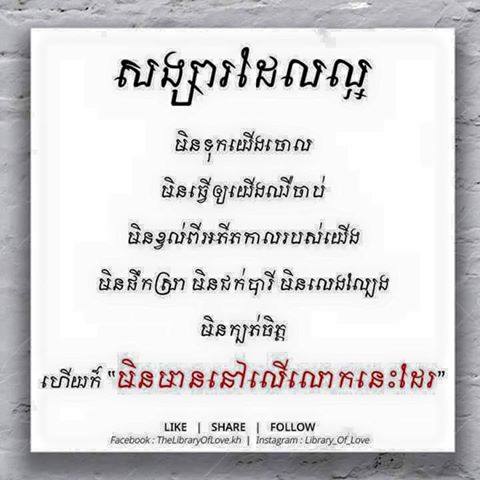 សង្សារដែលល្អ
មិនទុកយើងចោល
មិនធ្វើឲ្យយើងឈឺចាប់
មិនខ្វល់ពីអតីតកាលរបស់យើង
មិនផឹកស្រា មិនជក់បារី មិនលេងល្បែង
មិនក្បត់ចិត្ត
ហើយក៏ “មិនមាននៅលើលោកនេះដែរ”
LIKE | SHARE | FOLLOW
Facebook : TheLibraryOfLove.kh | Instagram : Library_Of_Love